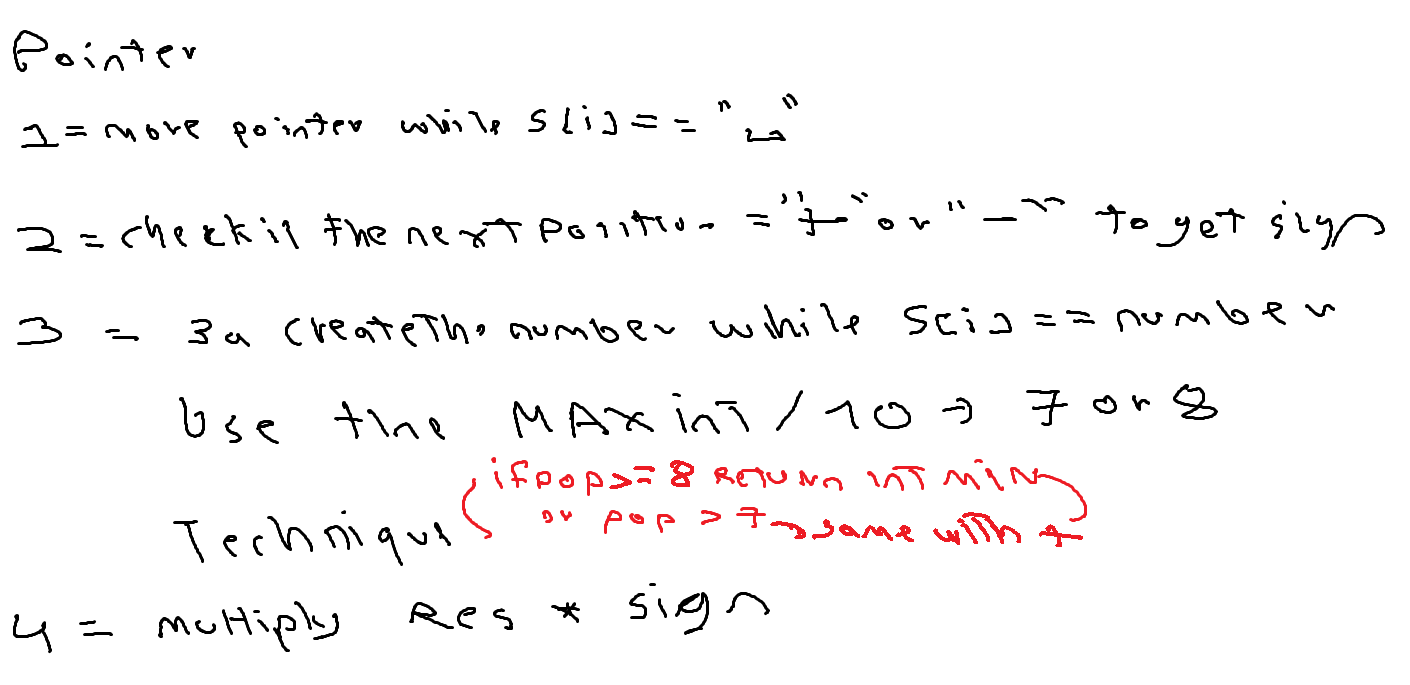 Pointer
1 = move pointer while s[i] == "␣"
2 = check if the next position = "+" or "-" to get sign
3 = 3a create the number while s[i] == number
Use the MAX int / 10 → 7 or 8
if pop >= 8 Return INT MIN
Technique or pop > 7 → same with +
4 = multiply Res * sign